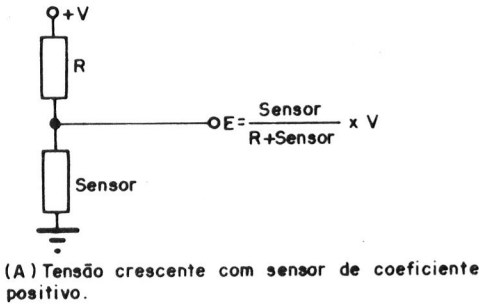 +V
R
E= Sensor
R+Sensor x V
Sensor
(A) Tensão crescente com sensor de coeficiente
positivo.